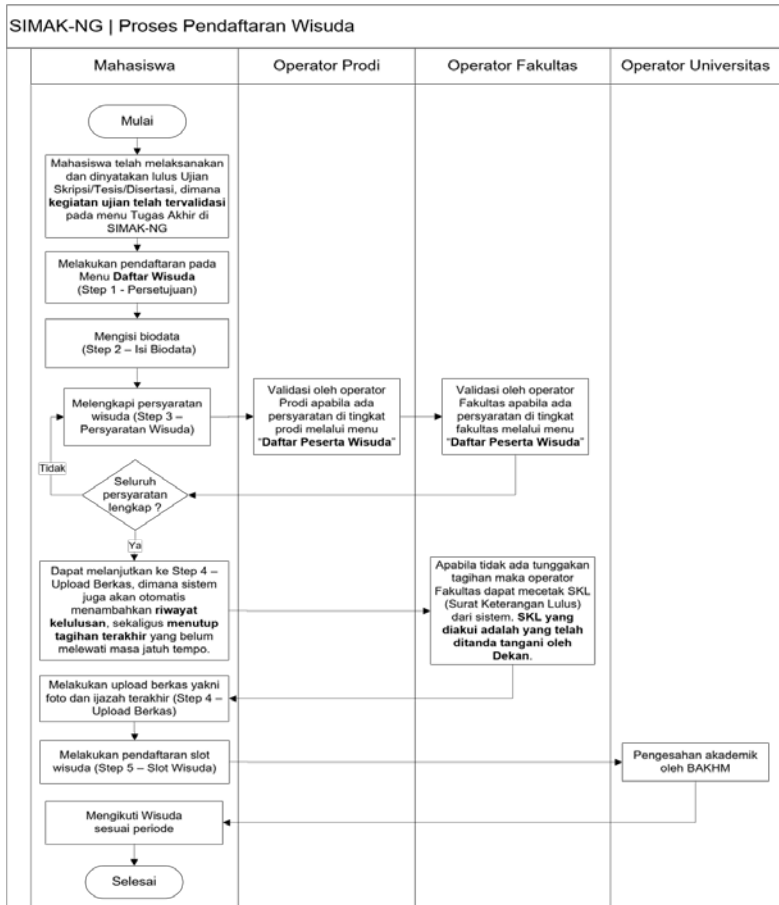 SIMAK-NG | Proses Pendaftaran Wisuda
Mahasiswa
Operator Prodi
Operator Fakultas
Operator Universitas
Mulai
Mahasiswa telah melaksanakan
dan dinyatakan lulus Ujian
Skripsi/Tesis/Disertasi, dimana
kegiatan ujian telah tervalidasi
pada menu Tugas Akhir di
SIMAK-NG
Melakukan pendaftaran pada
Menu Daftar Wisuda
(Step 1 - Persetujuan)
Mengisi biodata
(Step 2 – Isi Biodata)
Melengkapi persyaratan
wisuda (Step 3 –
Persyaratan Wisuda)
Validasi oleh operator
Prodi apabila ada
persyaratan di tingkat
prodi melalui menu
“Daftar Peserta Wisuda”
Validasi oleh operator
Fakultas apabila ada
persyaratan di tingkat
fakultas melalui menu
“Daftar Peserta Wisuda”
Tidak
Seluruh
persyaratan
lengkap ?
Ya
Dapat melanjutkan ke Step 4 –
Upload Berkas, dimana sistem
juga akan otomatis
menambahkan riwayat
kelulusan, sekaligus menutup
tagihan terakhir yang belum
melewati masa jatuh tempo.
Apabila tidak ada tunggakan
tagihan maka operator
Fakultas dapat mecetak SKL
(Surat Keterangan Lulus)
dari sistem. SKL yang
diakui adalah yang telah
ditanda tangani oleh
Dekan.
Melakukan upload berkas yakni
foto dan ijazah terakhir (Step 4 –
Upload Berkas)
Melakukan pendaftaran slot
wisuda (Step 5 – Slot Wisuda)
Pengesahan akademik
oleh BAKHM
Mengikuti Wisuda
sesuai periode
Selesai